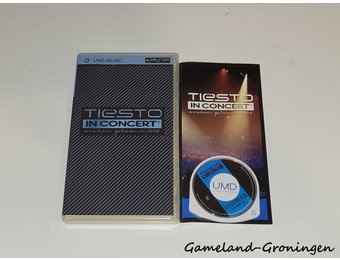 UMD MUSIC
PSP
TIËSTO
IN CONCERT
TIËSTO
IN CONCERT
UMD
Gameland-Groningen